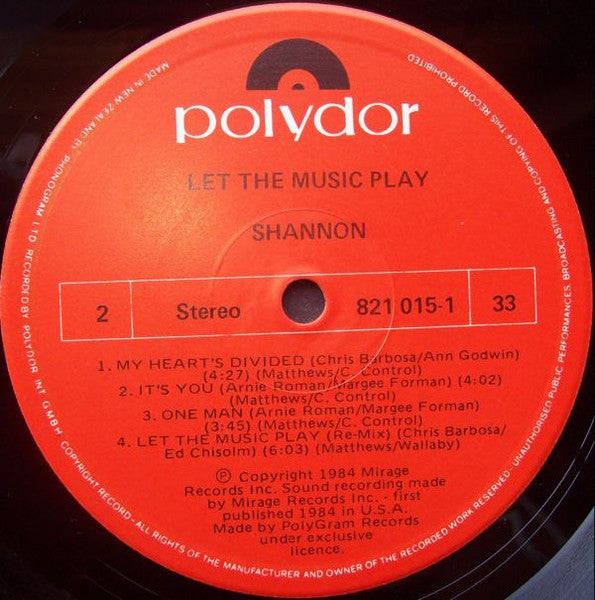 polydor
LET THE MUSIC PLAY
SHANNON
2 Stereo 821 015-1 33
1. MY HEART'S DIVIDED (Chris Barbosa/Ann Godwin)
(4:27) (Matthews/C. Control)
2. IT'S YOU (Arnie Roman/Margee Forman) (4:02)
(Matthews/C. Control)
3. ONE MAN (Arnie Roman/Margee Forman)
(3:45) (Matthews/C. Control)
4. LET THE MUSIC PLAY (Re-Mix) (Chris Barbosa/
Ed Chisolm) (6:03) (Matthews/Wallaby)
Ⓟ Copyright 1984 Mirage
Records Inc. Sound recording made
by Mirage Records Inc. - first
published 1984 in U.S.A.
Made by PolyGram Records
under exclusive
licence.
MADE IN NEW ZEALAND BY PHONOGRAM LTD. RECORDED BY POLYDOR INT. GMBH COPYRIGHT RECORD - ALL RIGHTS OF THE MANUFACTURER AND OWNER OF THE RECORDED WORK RESERVED. UNAUTHORISED PUBLIC PERFORMANCES, BROADCASTING AND COPYING OF THIS RECORD PROHIBITED